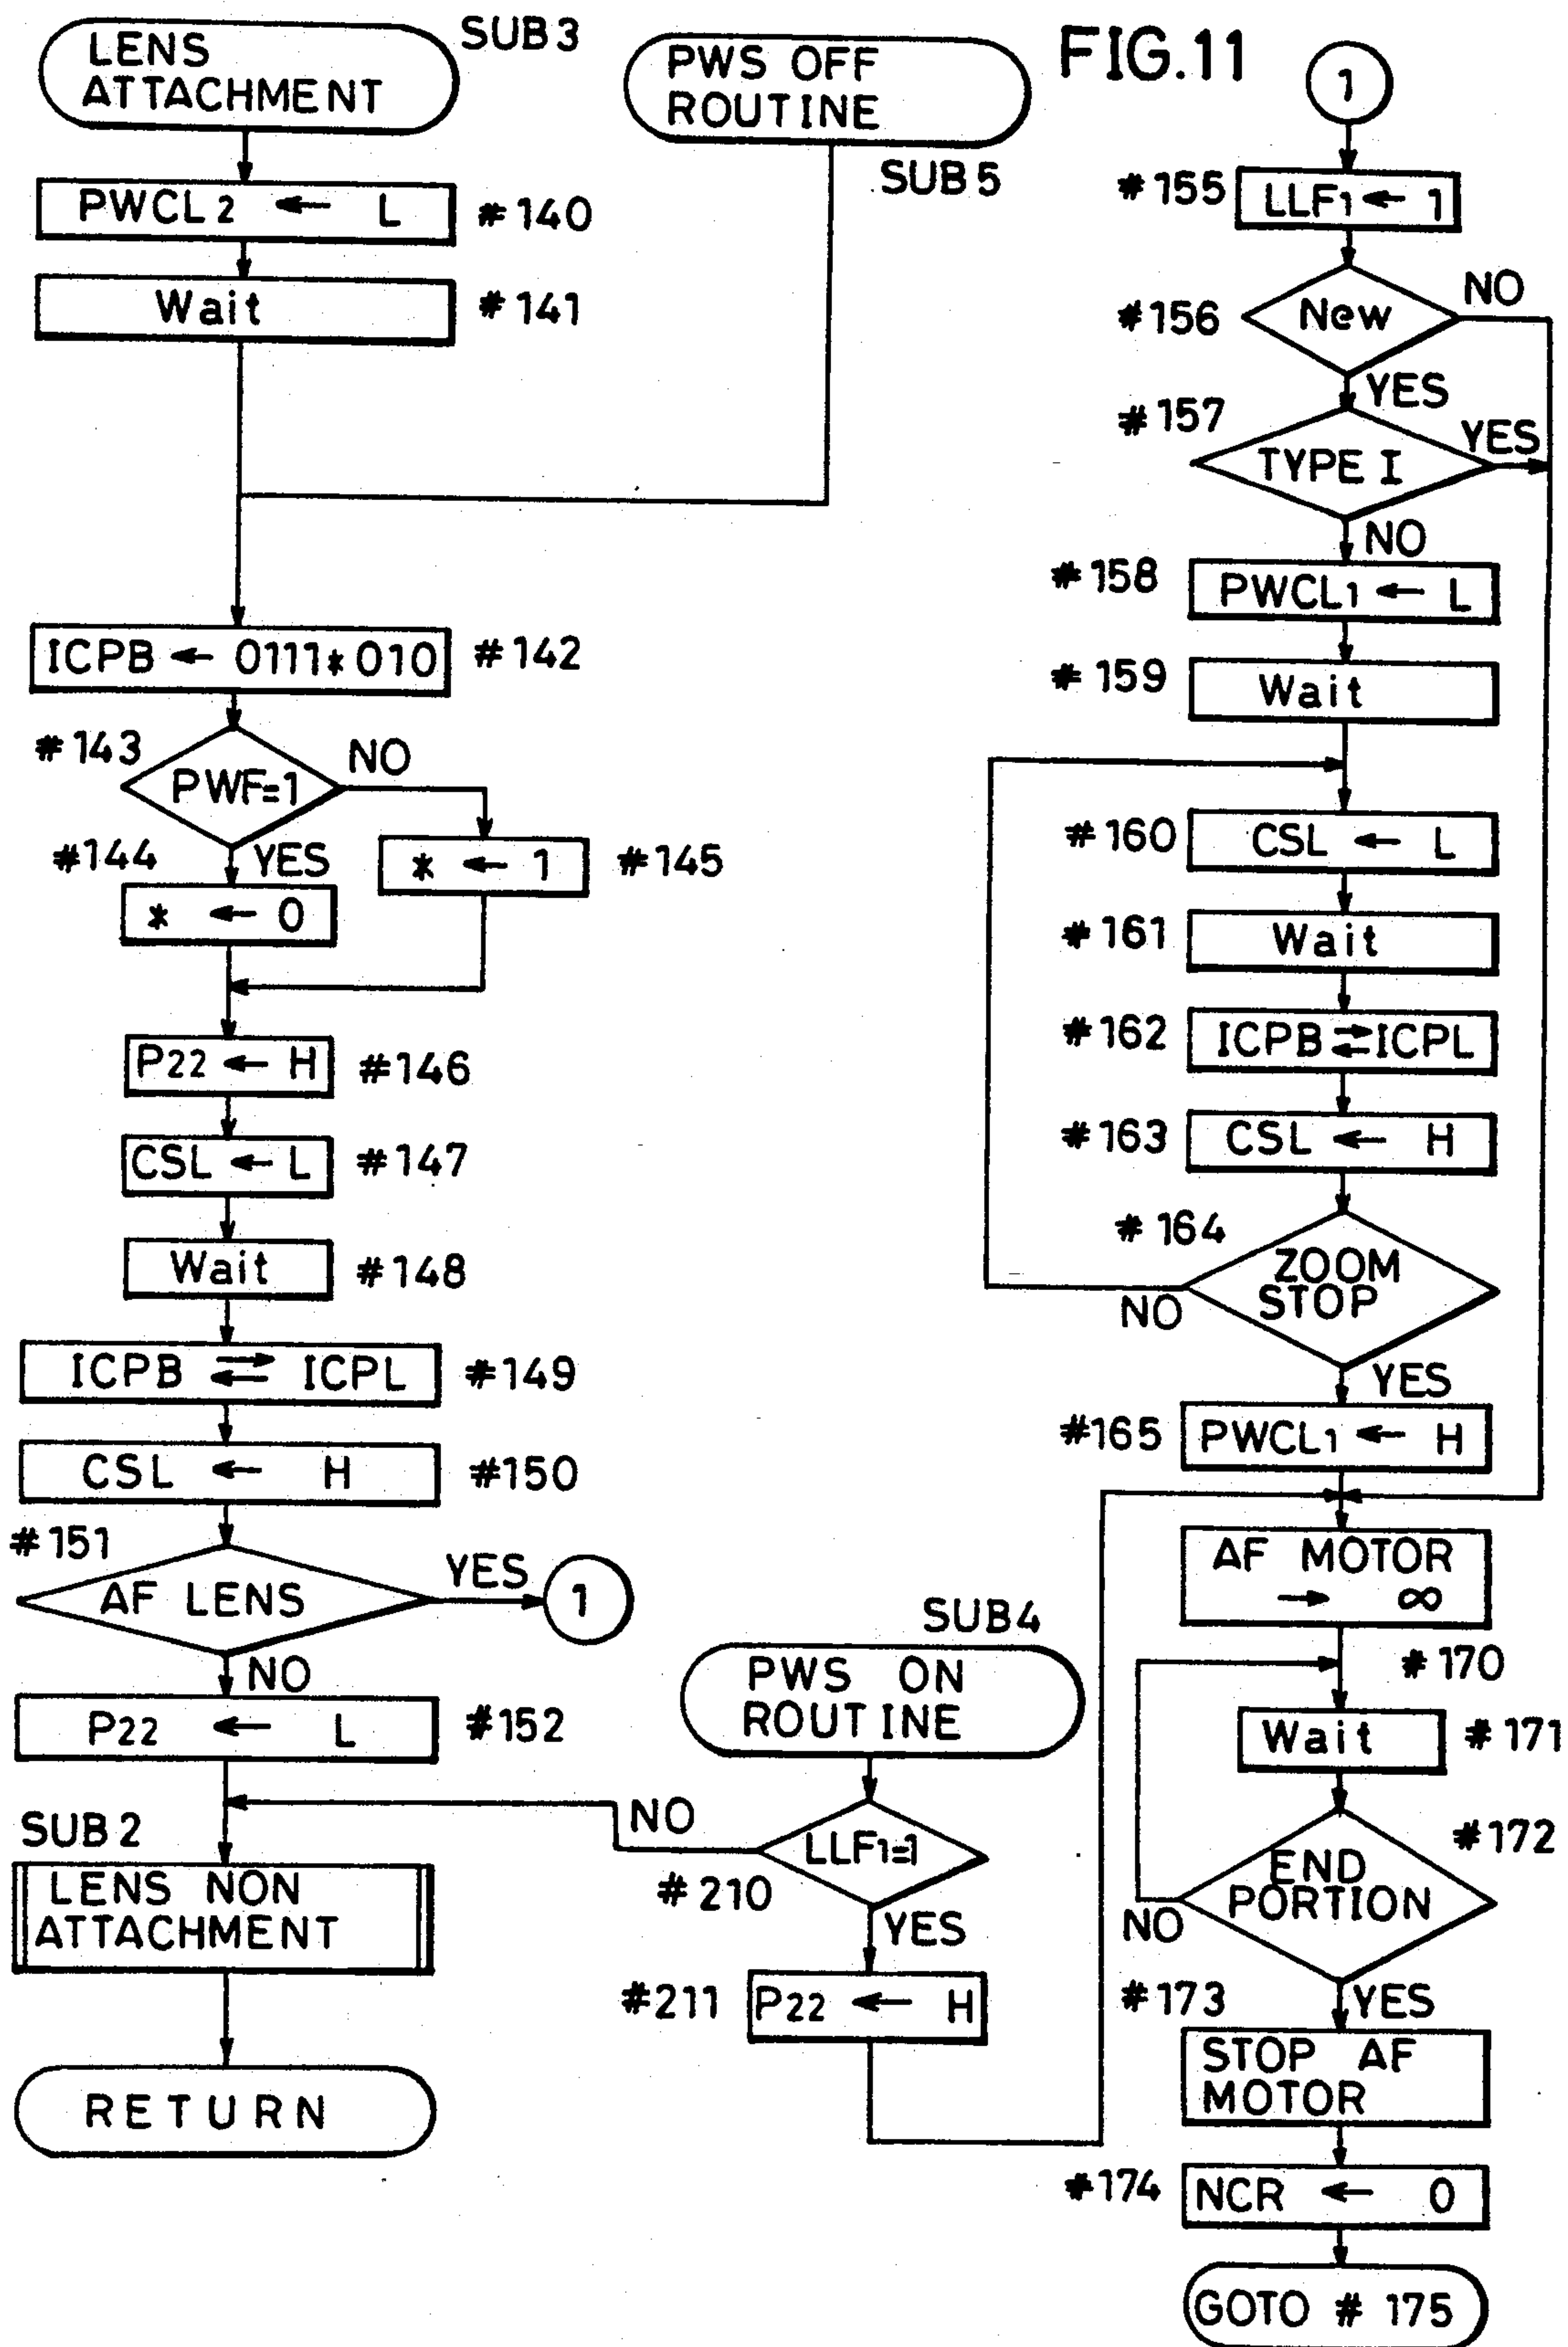 FIG.11
LENS
ATTACHMENT
SUB3
PWCL2 ← L
#140
Wait
#141
PWS OFF
ROUTINE
SUB5
ICPB ← 0111*010
#142
#143
PWF=1
NO
#144
YES
* ← 0
* ← 1
#145
P22 ← H
#146
CSL ← L
#147
Wait
#148
ICPB ⇄ ICPL
#149
CSL ← H
#150
#151
AF LENS
YES
1
NO
P22 ← L
#152
SUB2
LENS NON
ATTACHMENT
RETURN
SUB4
PWS ON
ROUTINE
NO
LLF1=1
#210
YES
#211
P22 ← H
1
#155
LLF1 ← 1
#156
New
NO
YES
#157
TYPE I
YES
NO
#158
PWCL1 ← L
#159
Wait
#160
CSL ← L
#161
Wait
#162
ICPB ⇄ ICPL
#163
CSL ← H
#164
ZOOM
STOP
NO
YES
#165
PWCL1 ← H
AF MOTOR
→ ∞
#170
Wait
#171
#172
END
PORTION
NO
YES
#173
STOP AF
MOTOR
#174
NCR ← 0
GOTO # 175